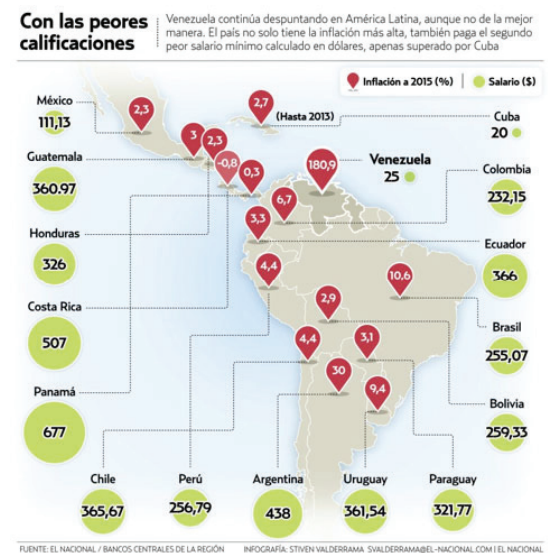 Con las peores
calificaciones
Venezuela continúa despuntando en América Latina, aunque no de la mejor
manera. El país no solo tiene la inflación más alta, también paga el segundo
peor salario mínimo calculado en dólares, apenas superado por Cuba
Inflación a 2015 (%)
Salario ($)
México
111,13
2,3
2,7
(Hasta 2013)
Cuba
20
Guatemala
360.97
3
2,3
-0,8
0,3
180,9
Venezuela
25
Colombia
232,15
6,7
Honduras
326
3,3
Ecuador
366
4,4
10,6
Costa Rica
507
2,9
Brasil
255,07
4,4
3,1
Panamá
677
30
9,4
Bolivia
259,33
Chile
365,67
Perú
256,79
Argentina
438
Uruguay
361,54
Paraguay
321,77
FUENTE: EL NACIONAL / BANCOS CENTRALES DE LA REGIÓN
INFOGRAFÍA: STIVEN VALDERRAMA SVALDERRAMA@EL-NACIONAL.COM | EL NACIONAL